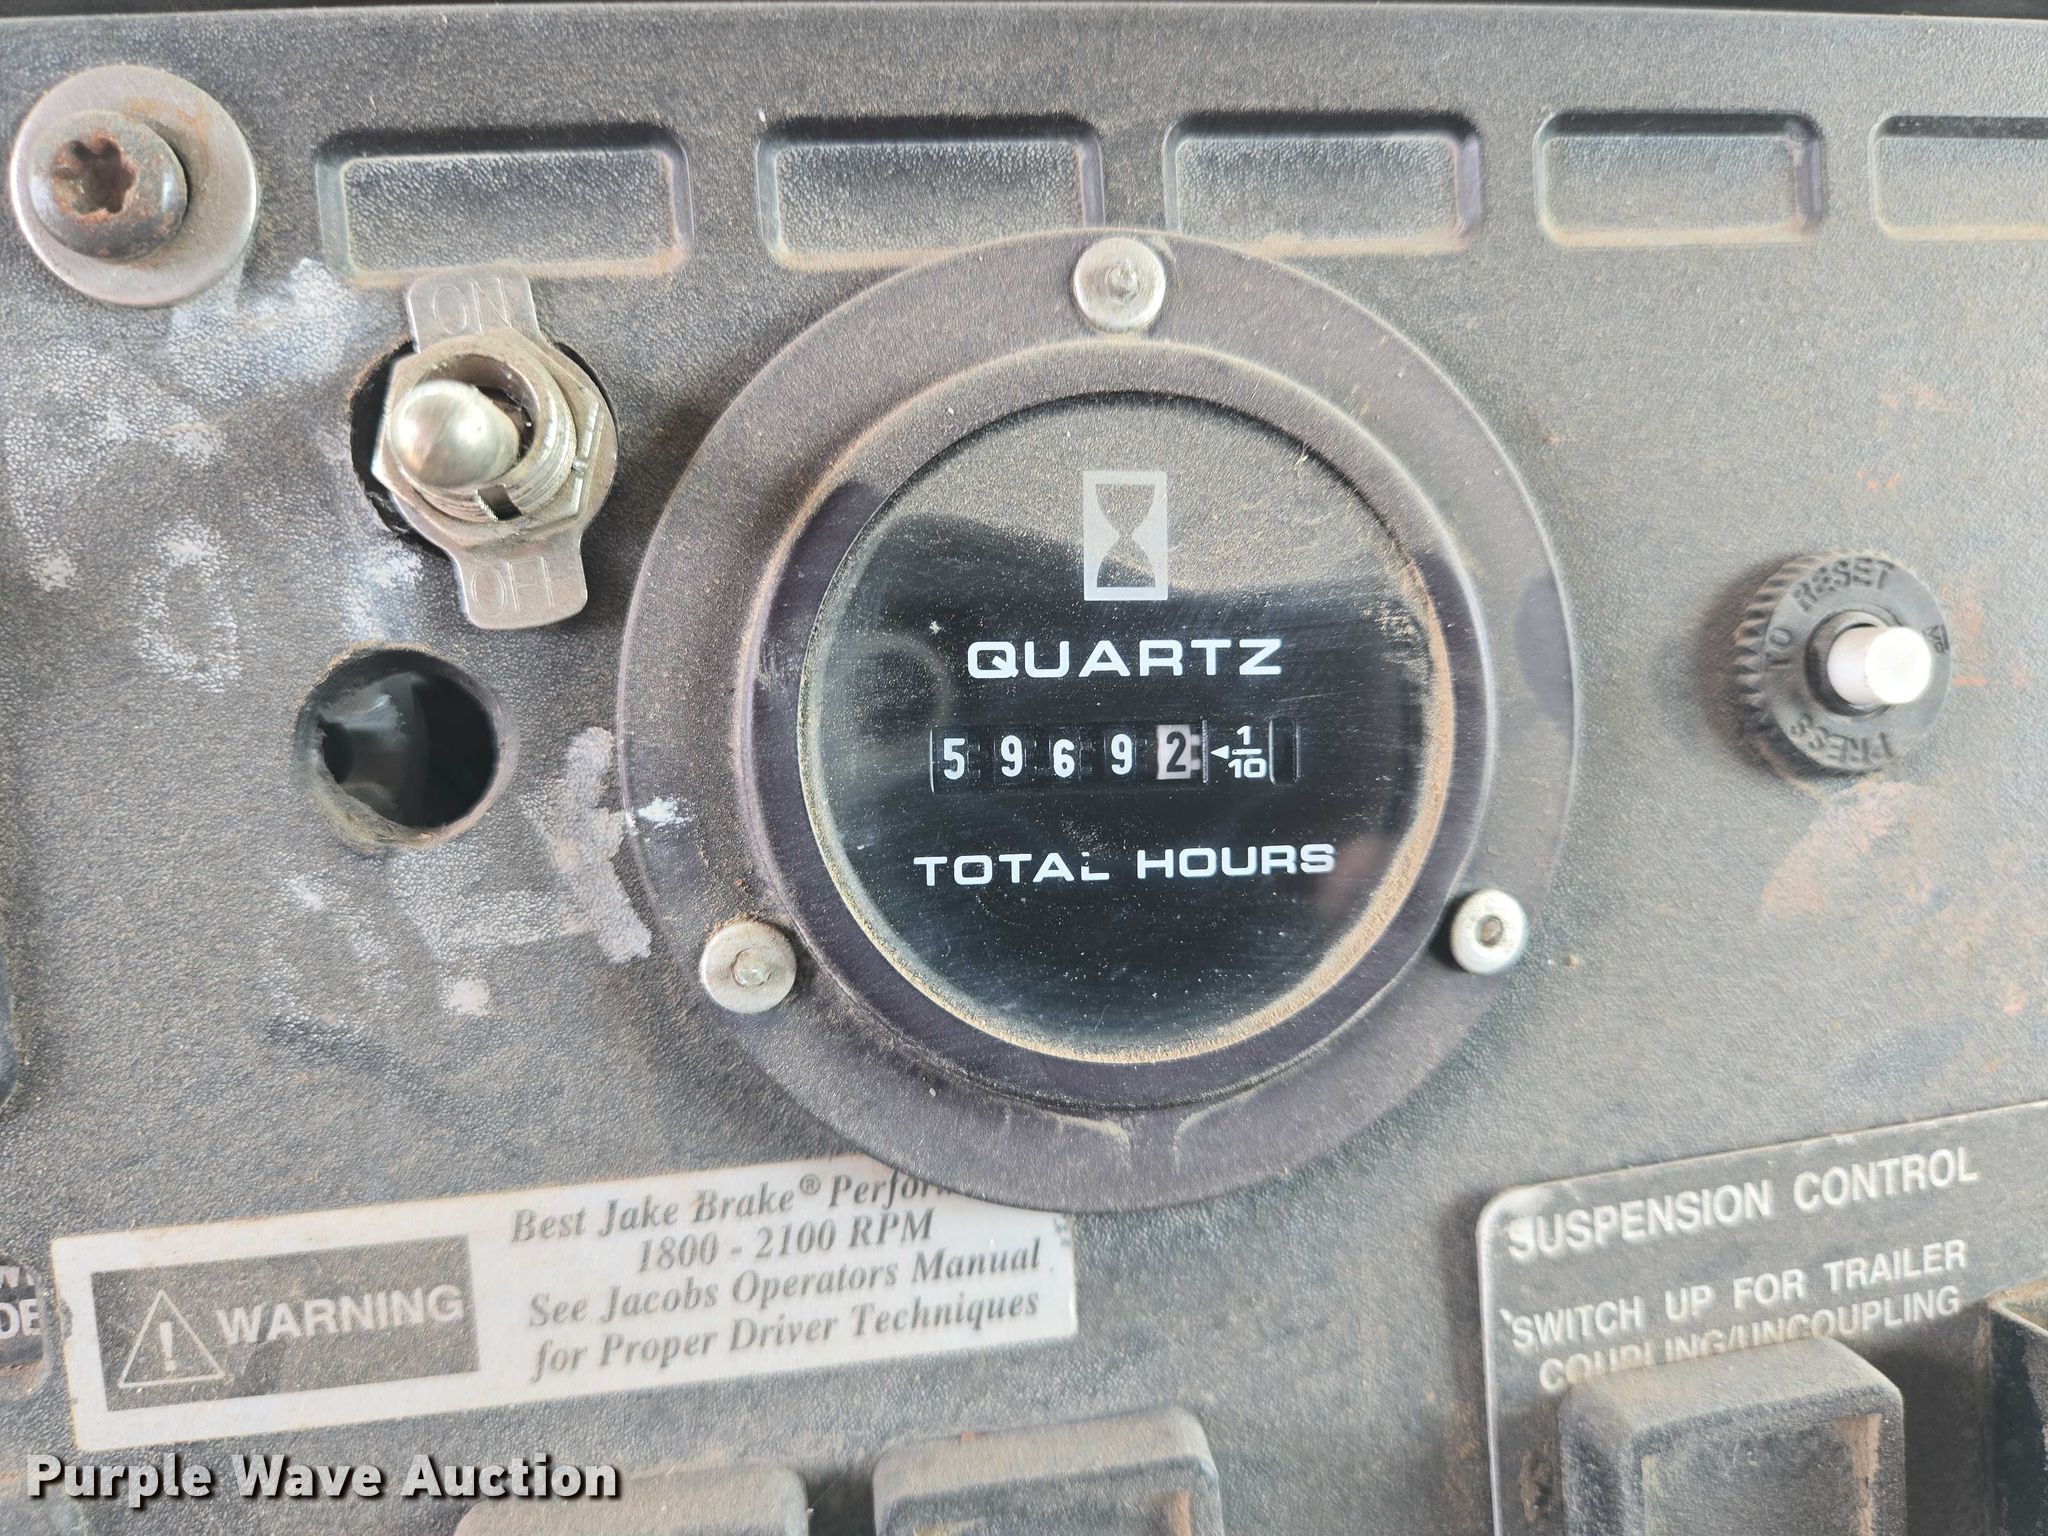 ON
OFF
QUARTZ
59692 ◄ 1/10
TOTAL HOURS
PRESS TO RESET
WARNING
Best Jake Brake®
1800 - 2100 RPM
See Jacobs Operators Manual
for Proper Driver Techniques
SUSPENSION CONTROL
SWITCH UP FOR TRAILER
COUPLING/UNCOUPLING
Purple Wave Auction